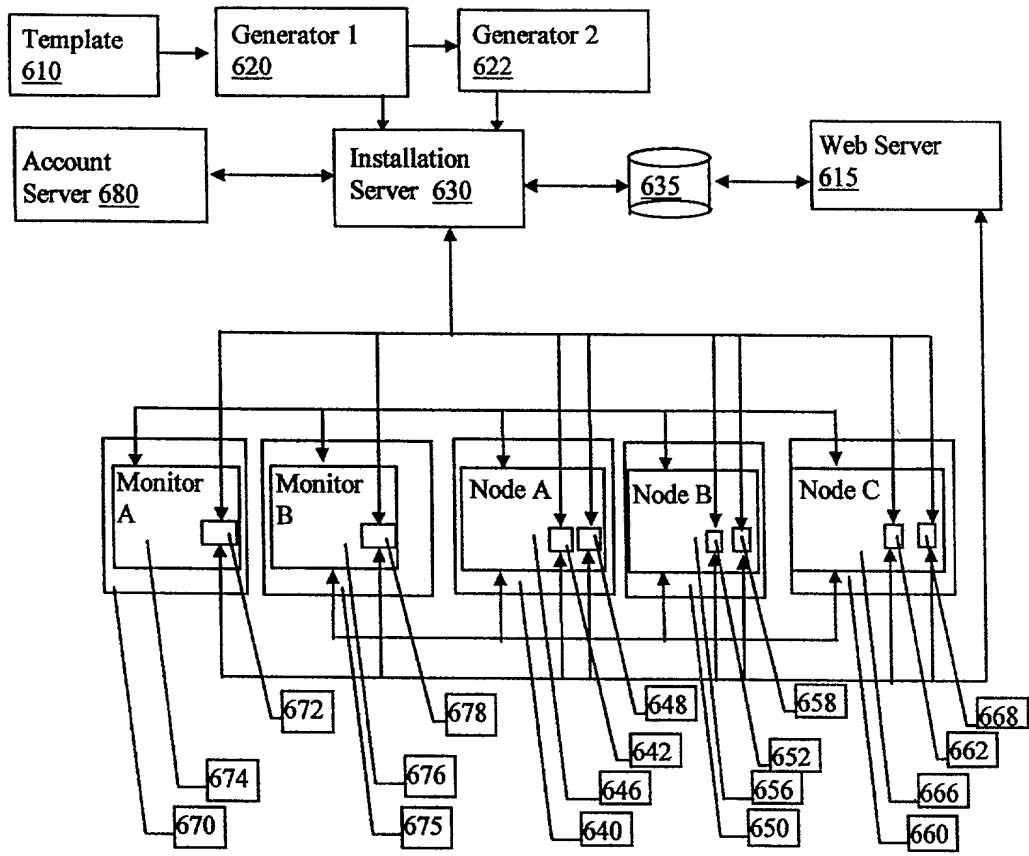 Template
610
Generator 1
620
Generator 2
622
Account
Server 680
Installation
Server 630
635
Web Server
615
Monitor
A
Monitor
B
Node A
Node B
Node C
672
678
648
658
668
674
676
642
652
662
646
656
666
670
675
640
650
660